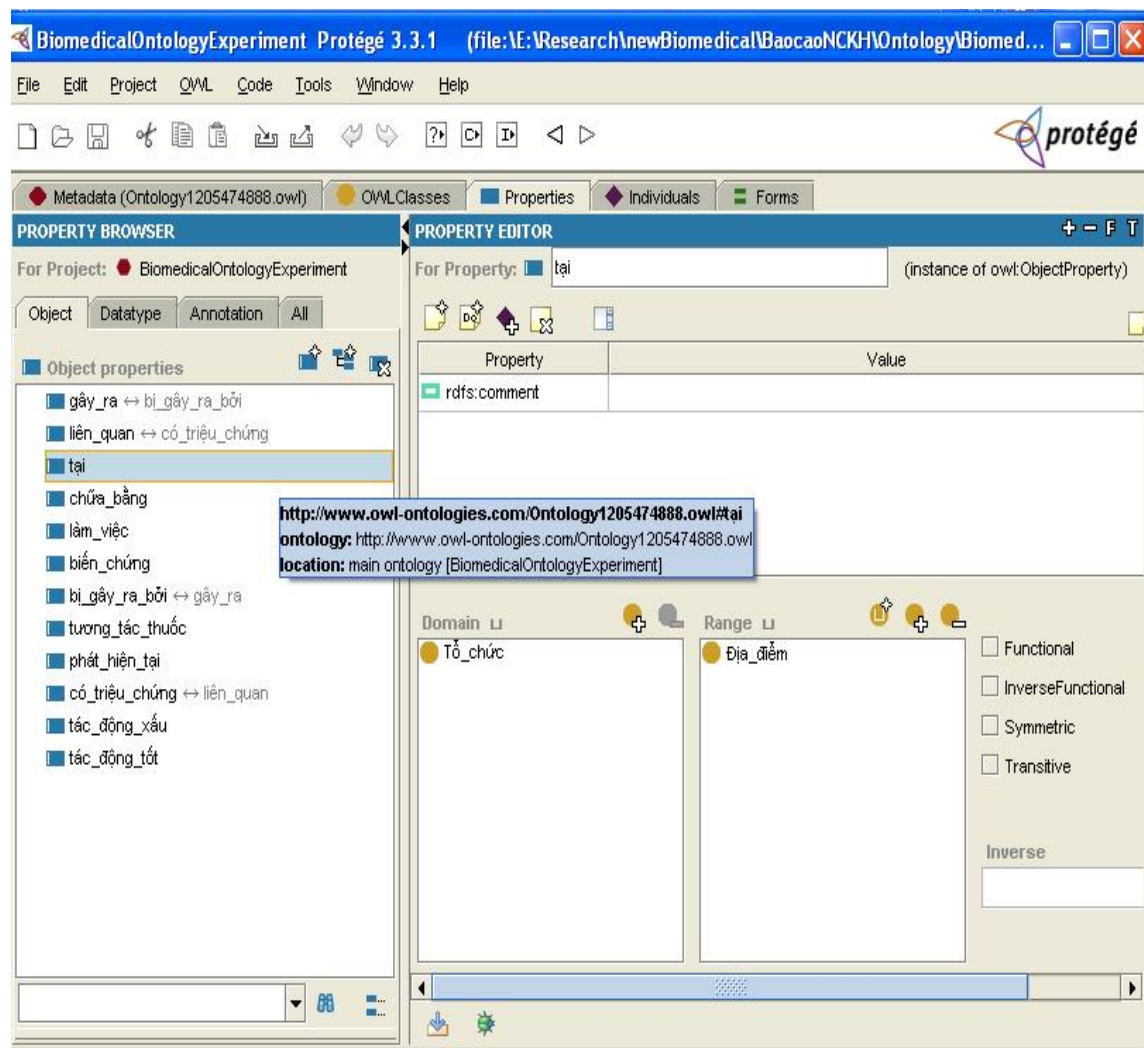 BiomedicalOntologyExperiment Protégé 3.3.1 (file:\E:\Research\newBiomedical\BaocaoNCKH\Ontology\Biomed...
File Edit Project OWL Code Tools Window Help
protégé
Metadata (Ontology1205474888.owl) OWLClasses Properties Individuals Forms
PROPERTY BROWSER
For Project: BiomedicalOntologyExperiment
Object Datatype Annotation All
Object properties
gây_ra ↔ bị_gây_ra_bởi
liên_quan ↔ có_triệu_chứng
tại
chữa_bằng
làm_việc
biến_chứng
bị_gây_ra_bởi ↔ gây_ra
tương_tác_thuốc
phát_hiện_tại
có_triệu_chứng ↔ liên_quan
tác_động_xấu
tác_động_tốt
http://www.owl-ontologies.com/Ontology1205474888.owl#tại
ontology: http://www.owl-ontologies.com/Ontology1205474888.owl
location: main ontology [BiomedicalOntologyExperiment]
PROPERTY EDITOR
F T
For Property: tại (instance of owl:ObjectProperty)
Property Value
rdfs:comment
Domain ⊔ Range ⊔
Tổ_chức Địa_điểm
Functional
InverseFunctional
Symmetric
Transitive
Inverse